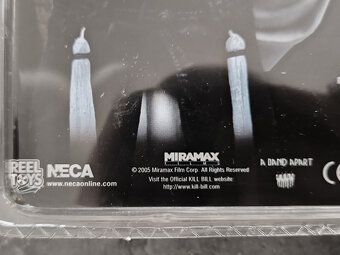 REEL TOYS
NECA
www.necaonline.com
MIRAMAX
FILMS
© 2005 Miramax Film Corp. All Rights Reserved
Visit the Official KILL BILL website:
http://www.kill-bill.com
A BAND APART